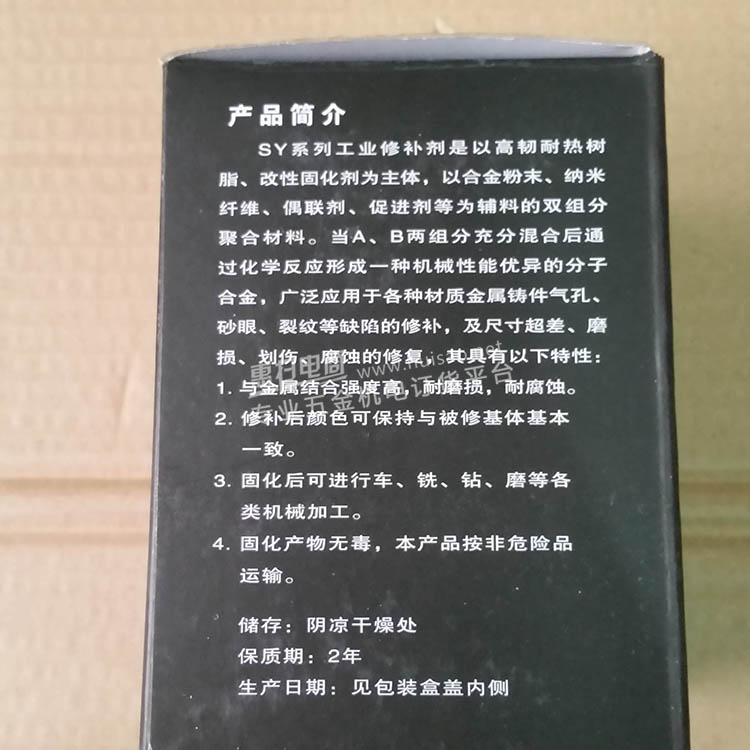 产品简介
SY系列工业修补剂是以高韧耐热树
脂、改性固化剂为主体，以合金粉末、纳米
纤维、偶联剂、促进剂等为辅料的双组分
聚合材料。当A、B两组分充分混合后通
过化学反应形成一种机械性能优异的分子
合金，广泛应用于各种材质金属铸件气孔、
砂眼、裂纹等缺陷的修补，及尺寸超差、磨
损、划伤、腐蚀的修复，其具有以下特性：
1. 与金属结合强度高，耐磨损，耐腐蚀。
2. 修补后颜色可保持与被修基体基本
一致。
3. 固化后可进行车、铣、钻、磨等各
类机械加工。
4. 固化产物无毒，本产品按非危险品
运输。
储存：阴凉干燥处
保质期：2年
生产日期：见包装盒盖内侧
专业五金机电订货平台